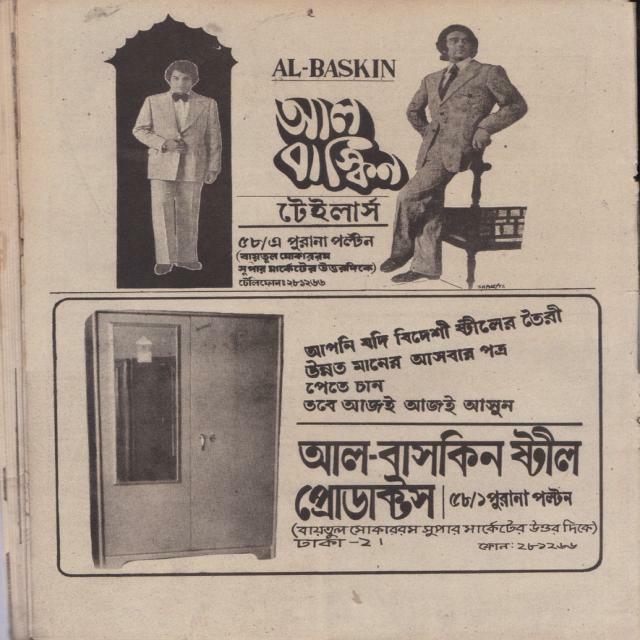 AL-BASKIN
আল
বাস্কিন
টেইলার্স
৫৮/এ পুরানা পল্টন
(বায়তুল মোকাররম
সুপার মার্কেটের উত্তরদিকে)
টেলিফোন: ২৮১২৬৬
আপনি যদি বিদেশী ষ্টীলের তৈরী
উন্নত মানের আসবার পত্র
পেতে চান
তবে আজই আজই আসুন
আল-বাসকিন ষ্টীল
প্রোডাক্টস | ৫৮/১ পুরানা পল্টন
(বায়তুল মোকাররম সুপার মার্কেটের উত্তর দিকে)
ঢাকা -২। ফোন: ২৮১২৬৬